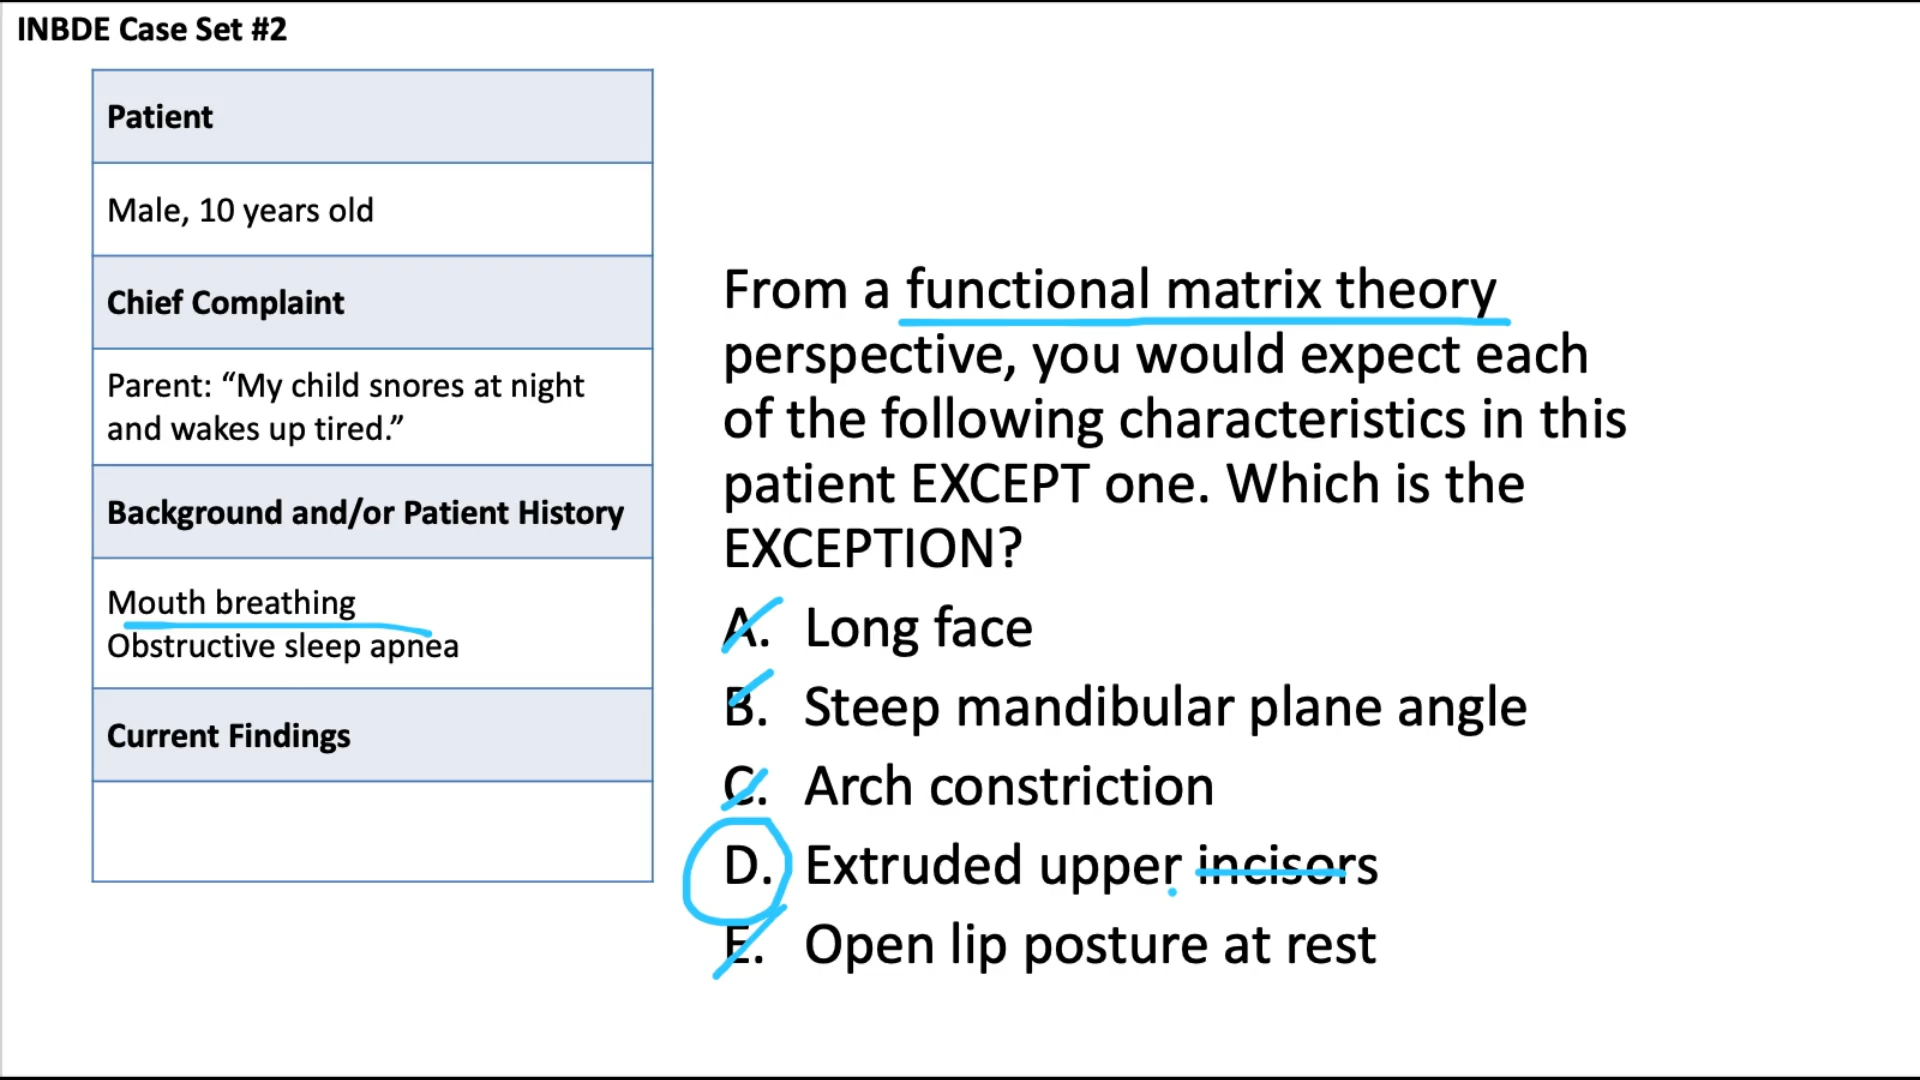 INBDE Case Set #2
Patient
Male, 10 years old
Chief Complaint
Parent: “My child snores at night
and wakes up tired.”
Background and/or Patient History
Mouth breathing
Obstructive sleep apnea
Current Findings
From a functional matrix theory
perspective, you would expect each
of the following characteristics in this
patient EXCEPT one. Which is the
EXCEPTION?
A. Long face
B. Steep mandibular plane angle
C. Arch constriction
D. Extruded upper incisors
E. Open lip posture at rest